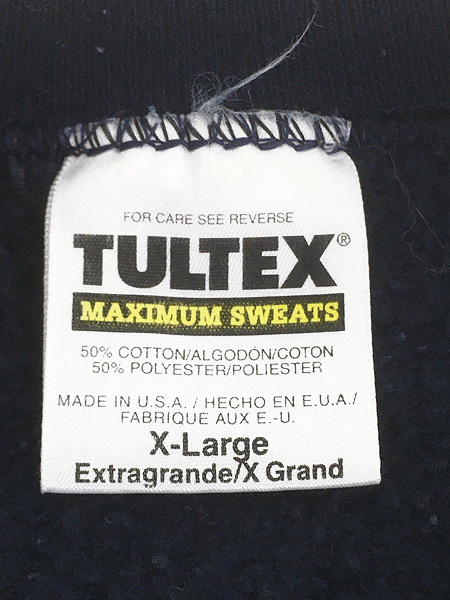 FOR CARE SEE REVERSE
TULTEX®
MAXIMUM SWEATS
50% COTTON/ALGODÓN/COTON
50% POLYESTER/POLIESTER
MADE IN U.S.A. / HECHO EN E.U.A./
FABRIQUE AUX E.-U.
X-Large
Extragrande/X Grand